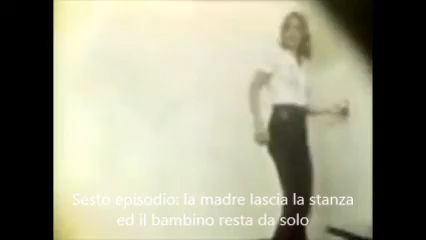 Sesto episodio: la madre lascia la stanza
ed il bambino resta da solo